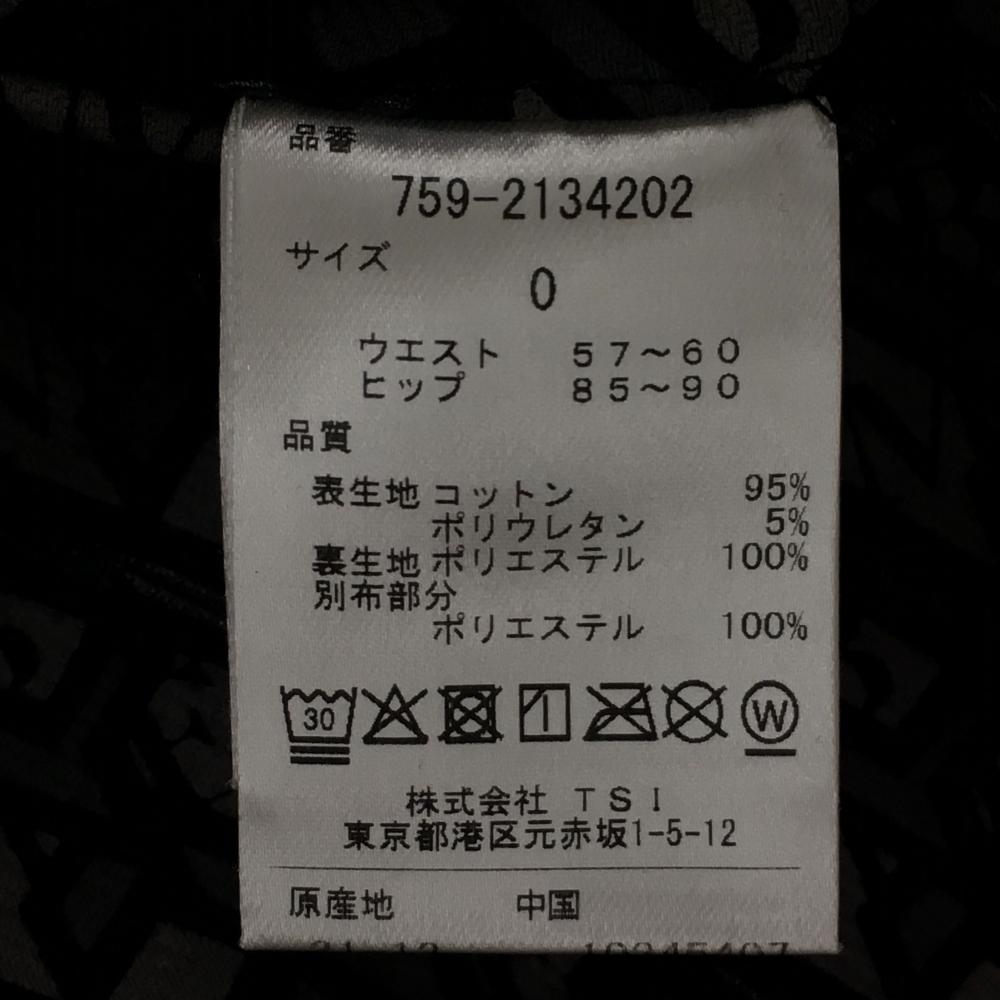 品番
759-2134202
サイズ
0
ウエスト 57～60
ヒップ 85～90
品質
表生地 コットン 95%
ポリウレタン 5%
裏生地 ポリエステル 100%
別布部分
ポリエステル 100%
30 W
株式会社 TSI
東京都港区元赤坂1-5-12
原産地 中国